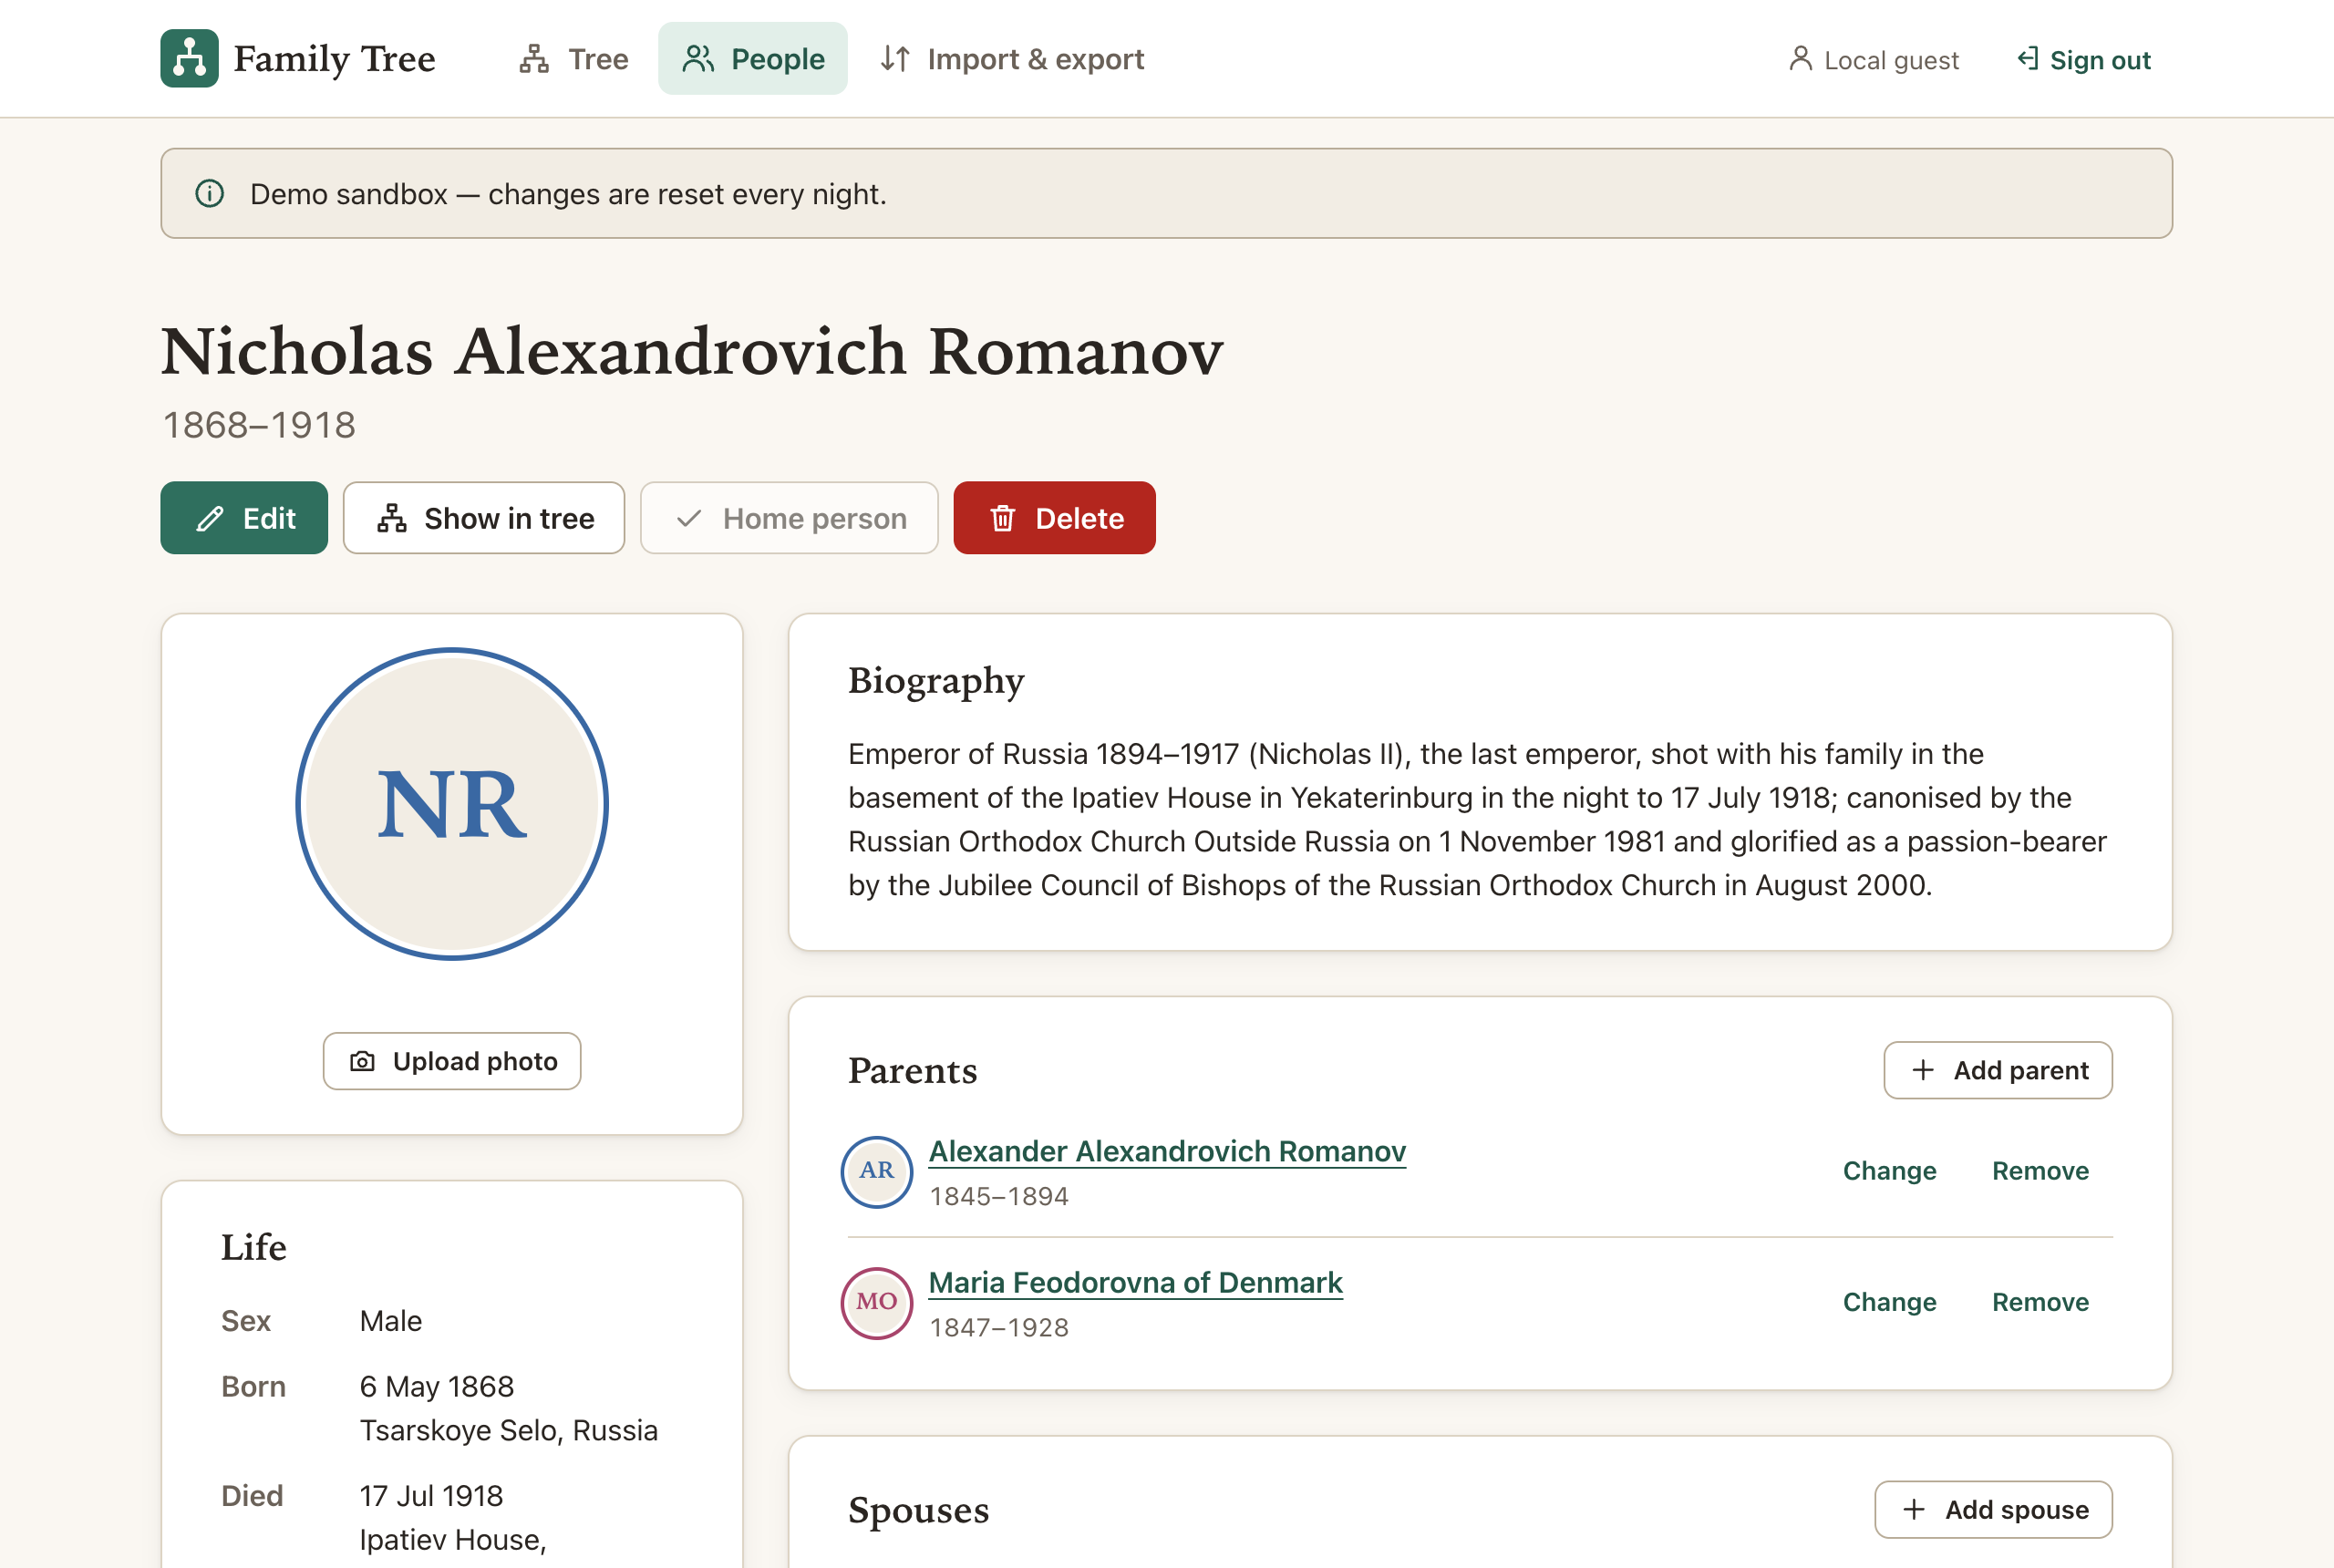 Family Tree
Tree
People
Import & export
Local guest
Sign out
Demo sandbox — changes are reset every night.
Nicholas Alexandrovich Romanov
1868–1918
Edit
Show in tree
Home person
Delete
NR
Upload photo
Life
Sex
Male
Born
6 May 1868
Tsarskoye Selo, Russia
Died
17 Jul 1918
Ipatiev House,
Biography
Emperor of Russia 1894–1917 (Nicholas II), the last emperor, shot with his family in the
basement of the Ipatiev House in Yekaterinburg in the night to 17 July 1918; canonised by the
Russian Orthodox Church Outside Russia on 1 November 1981 and glorified as a passion-bearer
by the Jubilee Council of Bishops of the Russian Orthodox Church in August 2000.
Parents
Add parent
AR
Alexander Alexandrovich Romanov
1845–1894
Change
Remove
MO
Maria Feodorovna of Denmark
1847–1928
Change
Remove
Spouses
Add spouse